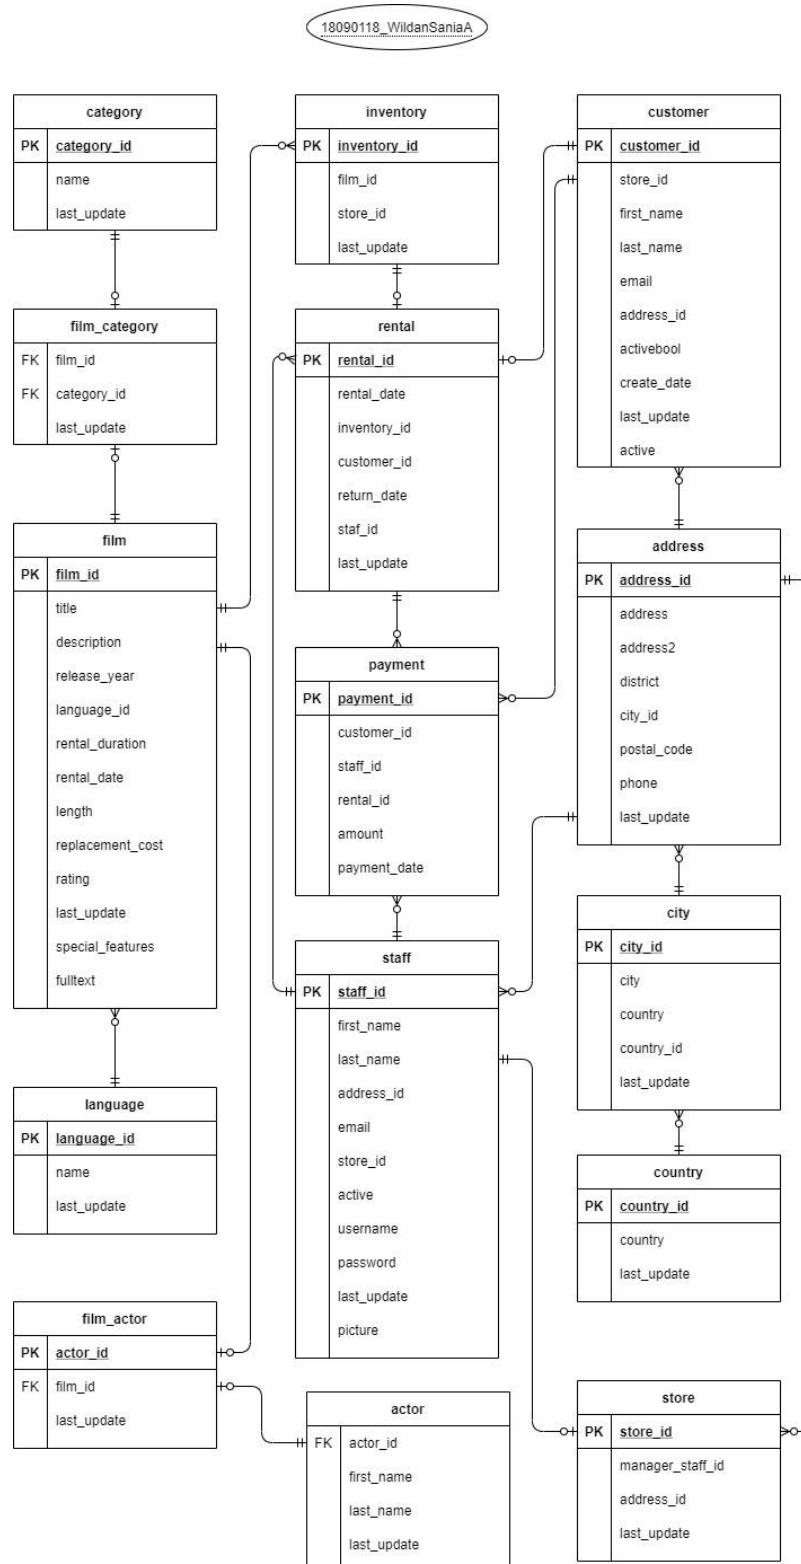 18090118_WildanSaniaA
category
PK category_id
name
last_update
film_category
FK film_id
FK category_id
last_update
film
PK film_id
title
description
release_year
language_id
rental_duration
rental_date
length
replacement_cost
rating
last_update
special_features
fulltext
language
PK language_id
name
last_update
film_actor
PK actor_id
FK film_id
last_update
inventory
PK inventory_id
film_id
store_id
last_update
rental
PK rental_id
rental_date
inventory_id
customer_id
return_date
staf_id
last_update
payment
PK payment_id
customer_id
staff_id
rental_id
amount
payment_date
staff
PK staff_id
first_name
last_name
address_id
email
store_id
active
username
password
last_update
picture
actor
FK actor_id
first_name
last_name
last_update
customer
PK customer_id
store_id
first_name
last_name
email
address_id
activebool
create_date
last_update
active
address
PK address_id
address
address2
district
city_id
postal_code
phone
last_update
city
PK city_id
city
country
country_id
last_update
country
PK country_id
country
last_update
store
PK store_id
manager_staff_id
address_id
last_update